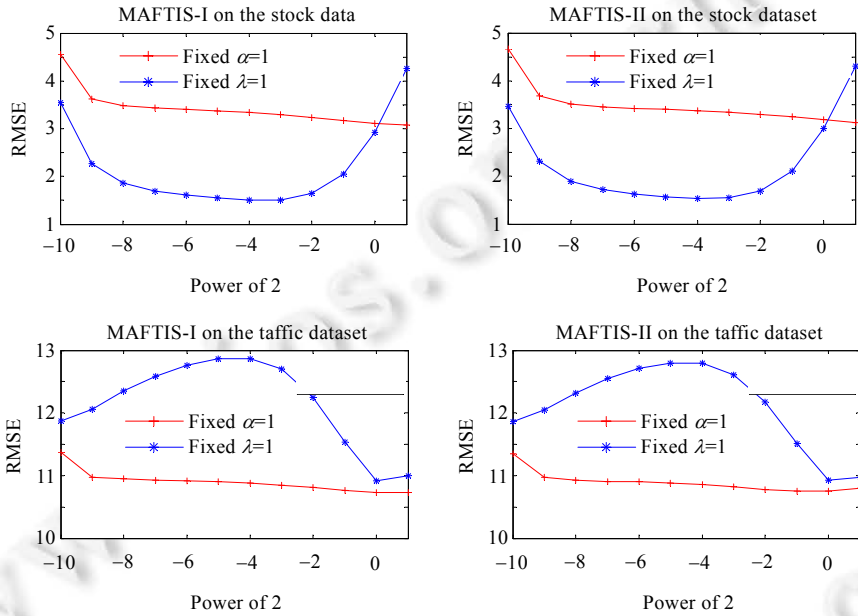 MAFTIS-I on the stock data
5
4
3
2
1
RMSE
Fixed α=1
Fixed λ=1
−10 −8 −6 −4 −2 0
Power of 2
MAFTIS-II on the stock dataset
5
4
3
2
1
RMSE
Fixed α=1
Fixed λ=1
−10 −8 −6 −4 −2 0
Power of 2
MAFTIS-I on the taffic dataset
13
12
11
10
RMSE
Fixed α=1
Fixed λ=1
−10 −8 −6 −4 −2 0
Power of 2
MAFTIS-II on the taffic dataset
13
12
11
10
RMSE
Fixed α=1
Fixed λ=1
−10 −8 −6 −4 −2 0
Power of 2